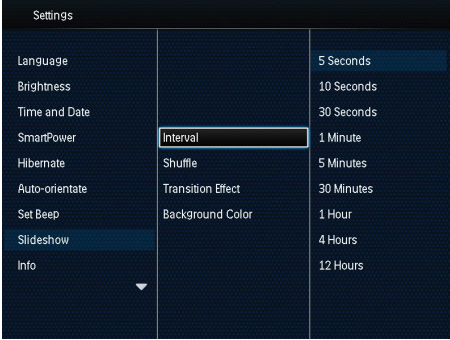 Settings
Language
Brightness
Time and Date
SmartPower
Hibernate
Auto-orientate
Set Beep
Slideshow
Info
Interval
Shuffle
Transition Effect
Background Color
5 Seconds
10 Seconds
30 Seconds
1 Minute
5 Minutes
30 Minutes
1 Hour
4 Hours
12 Hours